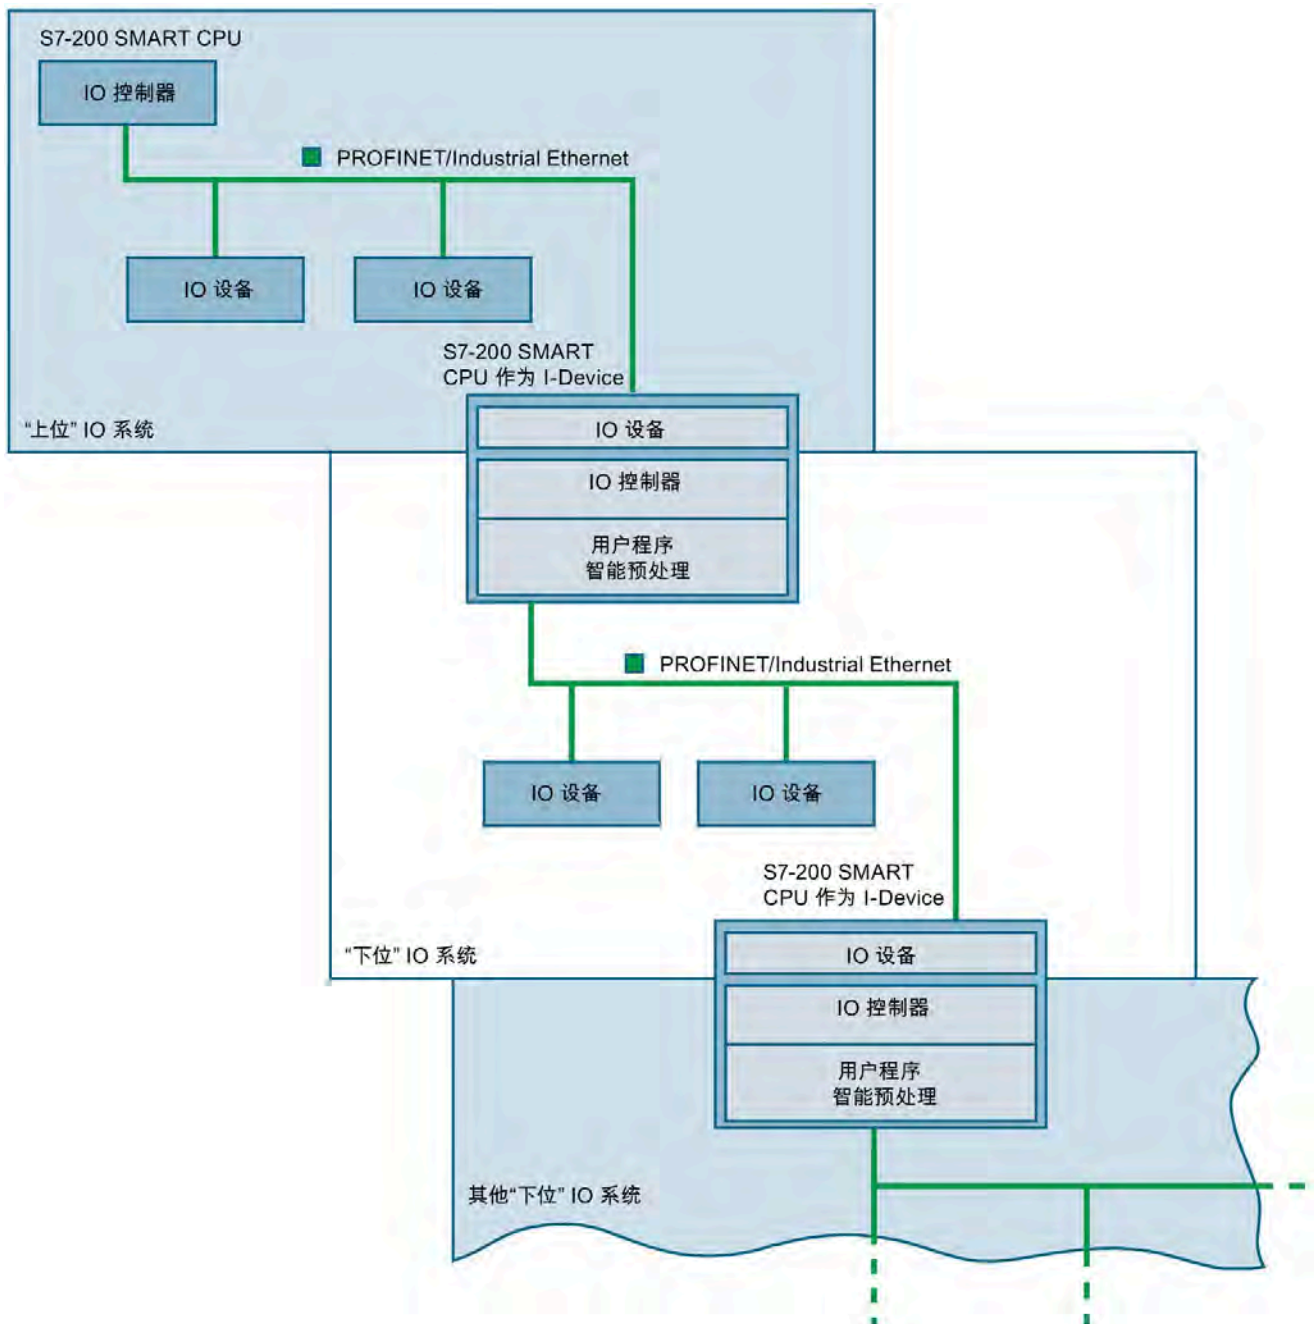 S7-200 SMART CPU
IO 控制器
PROFINET/Industrial Ethernet
IO 设备
IO 设备
S7-200 SMART
CPU 作为 I-Device
“上位” IO 系统
IO 设备
IO 控制器
用户程序
智能预处理
PROFINET/Industrial Ethernet
IO 设备
IO 设备
S7-200 SMART
CPU 作为 I-Device
“下位” IO 系统
IO 设备
IO 控制器
用户程序
智能预处理
其他“下位” IO 系统